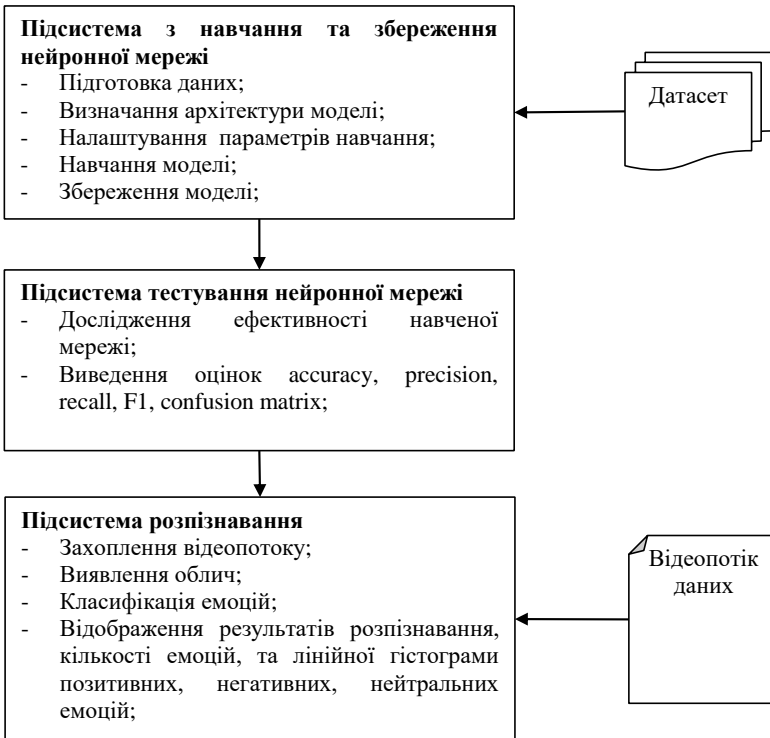 Підсистема з навчання та збереження
нейронної мережі
- Підготовка даних;
- Визначання архітектури моделі;
- Налаштування параметрів навчання;
- Навчання моделі;
- Збереження моделі;
Датасет
Підсистема тестування нейронної мережі
- Дослідження ефективності навченої
мережі;
- Виведення оцінок accuracy, precision,
recall, F1, confusion matrix;
Підсистема розпізнавання
- Захоплення відеопотоку;
- Виявлення облич;
- Класифікація емоцій;
- Відображення результатів розпізнавання,
кількості емоцій, та лінійної гістограми
позитивних, негативних, нейтральних
емоцій;
Відеопотік
даних